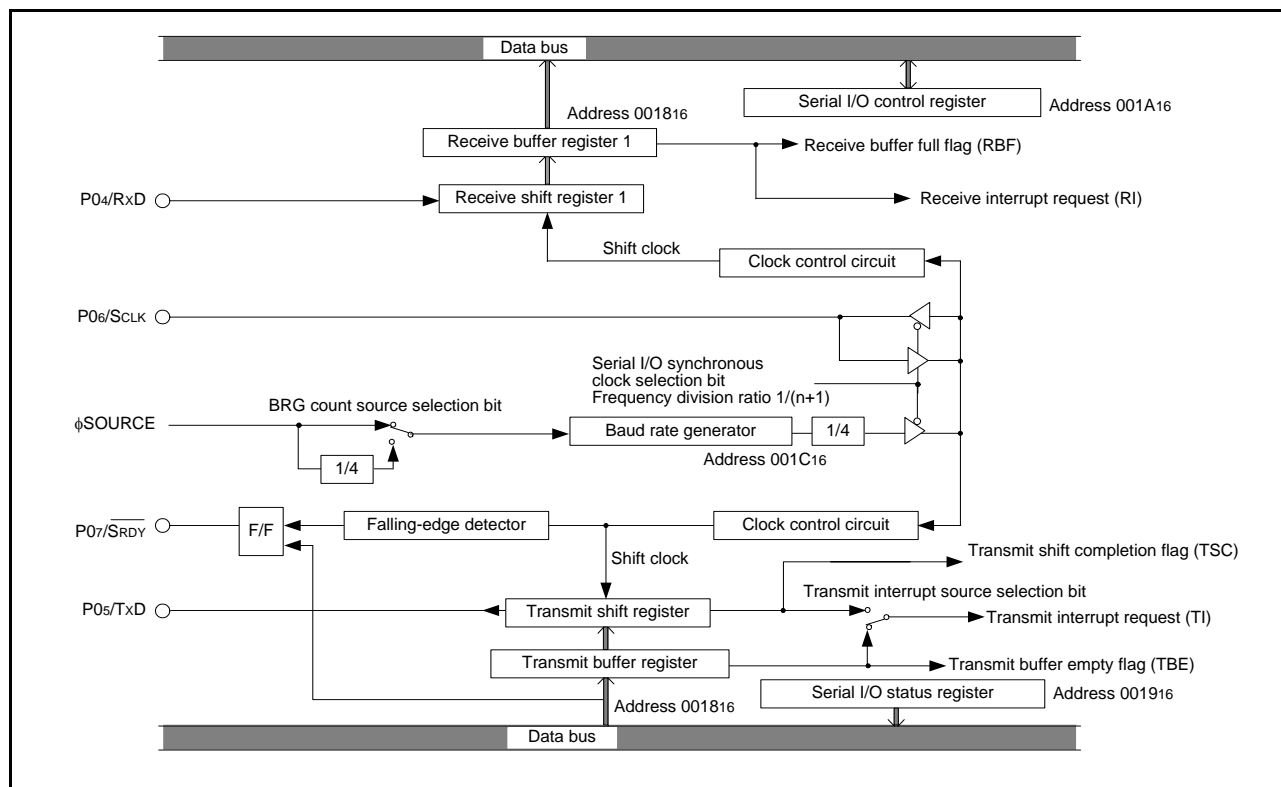 Data bus
Serial I/O control register
Address 001A16
Address 001816
Receive buffer register 1
Receive buffer full flag (RBF)
P04/RXD
Receive shift register 1
Receive interrupt request (RI)
Shift clock
Clock control circuit
P06/SCLK
Serial I/O synchronous
clock selection bit
Frequency division ratio 1/(n+1)
BRG count source selection bit
φSOURCE
Baud rate generator
1/4
1/4
Address 001C16
P07/SRDY
F/F
Falling-edge detector
Clock control circuit
Shift clock
Transmit shift completion flag (TSC)
Transmit interrupt source selection bit
P05/TXD
Transmit shift register
Transmit interrupt request (TI)
Transmit buffer register
Transmit buffer empty flag (TBE)
Address 001816
Serial I/O status register
Address 001916
Data bus